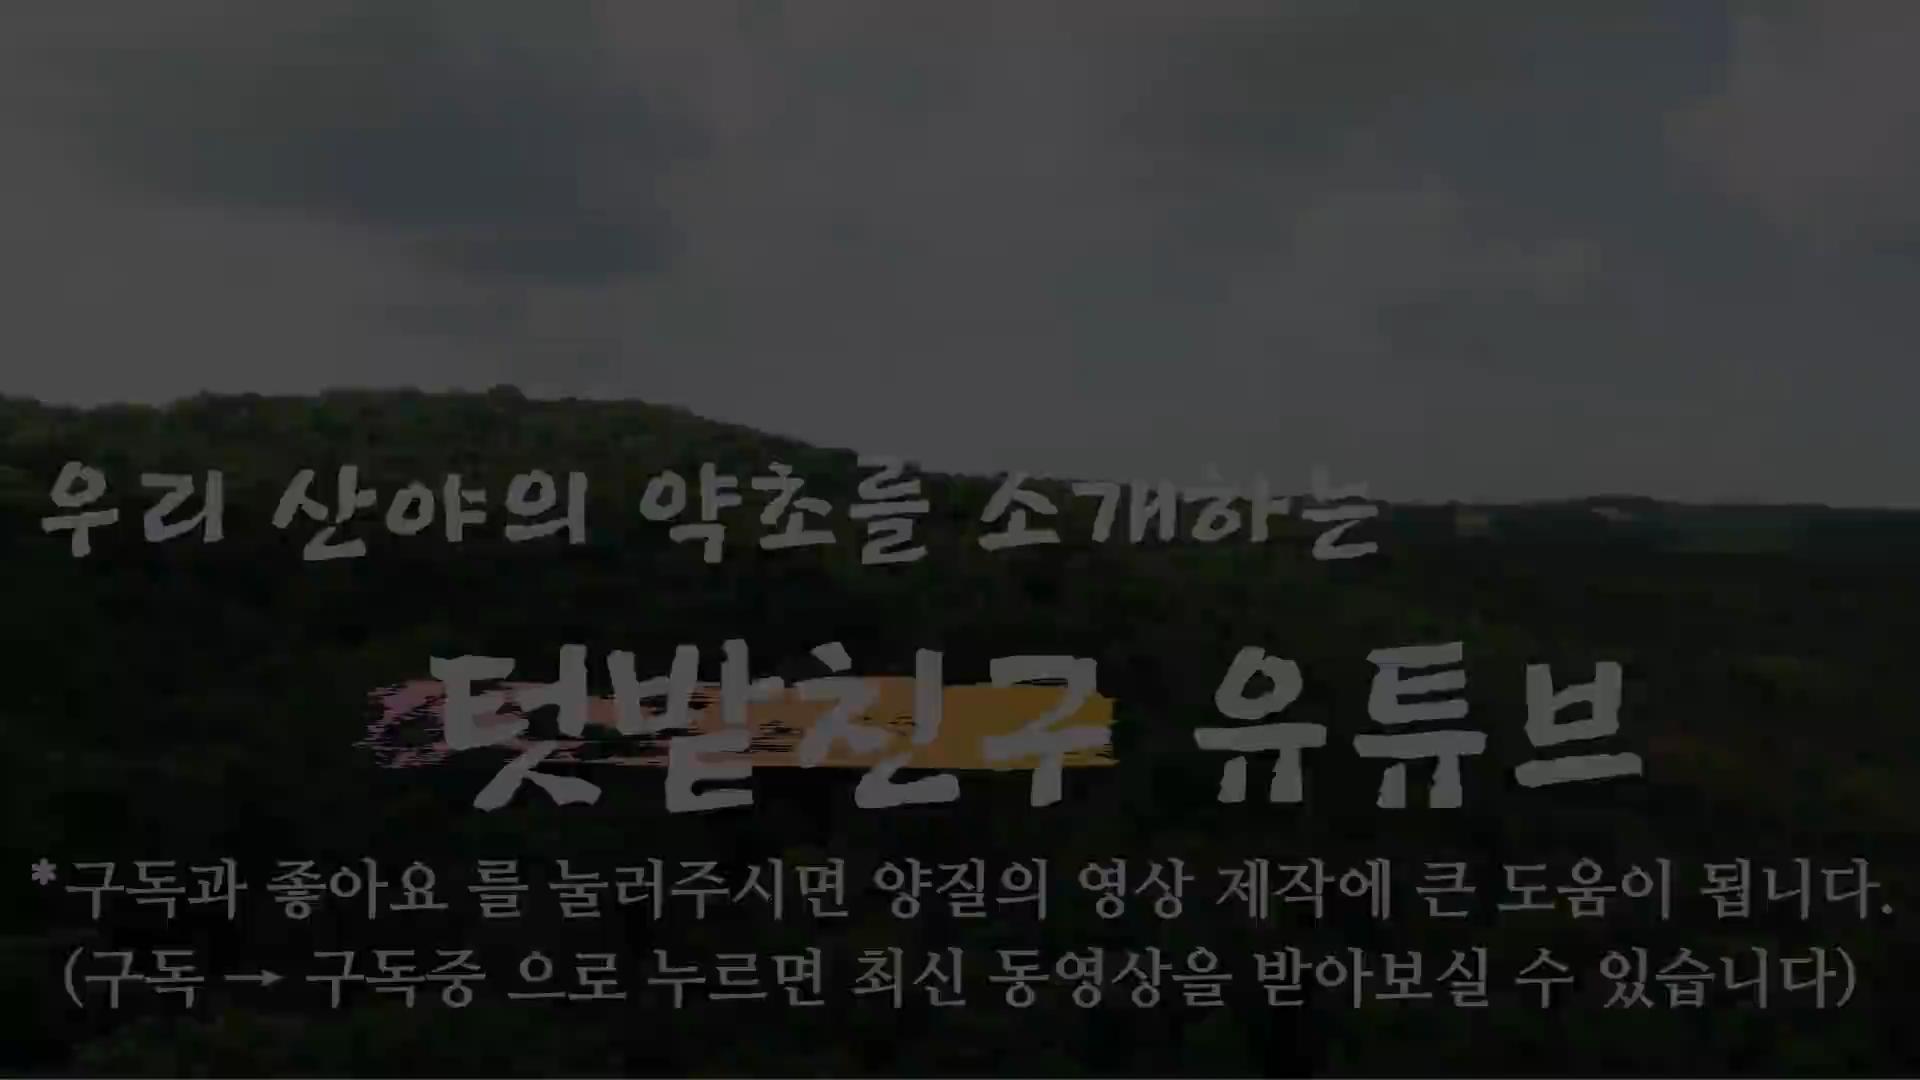 우리 산야의 약초를 소개하는
텃밭친구 유튜브
*구독과 좋아요 를 눌러주시면 양질의 영상 제작에 큰 도움이 됩니다.
(구독 → 구독중 으로 누르면 최신 동영상을 받아보실 수 있습니다)